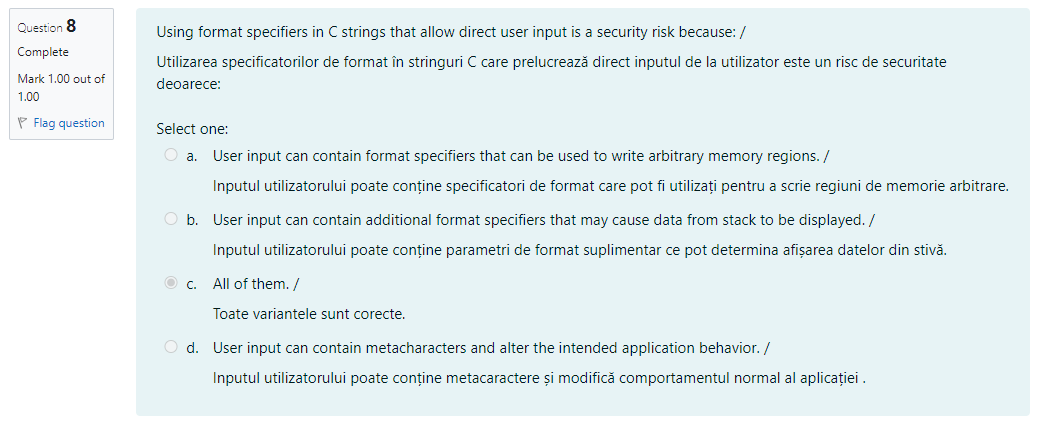 Question 8
Complete
Mark 1.00 out of
1.00
Flag question
Using format specifiers in C strings that allow direct user input is a security risk because: /
Utilizarea specificatorilor de format în stringuri C care prelucrează direct inputul de la utilizator este un risc de securitate
deoarece:
Select one:
a. User input can contain format specifiers that can be used to write arbitrary memory regions. /
Inputul utilizatorului poate conține specificatori de format care pot fi utilizați pentru a scrie regiuni de memorie arbitrare.
b. User input can contain additional format specifiers that may cause data from stack to be displayed. /
Inputul utilizatorului poate conține parametri de format suplimentar ce pot determina afișarea datelor din stivă.
c. All of them. /
Toate variantele sunt corecte.
d. User input can contain metacharacters and alter the intended application behavior. /
Inputul utilizatorului poate conține metacaractere și modifică comportamentul normal al aplicației .